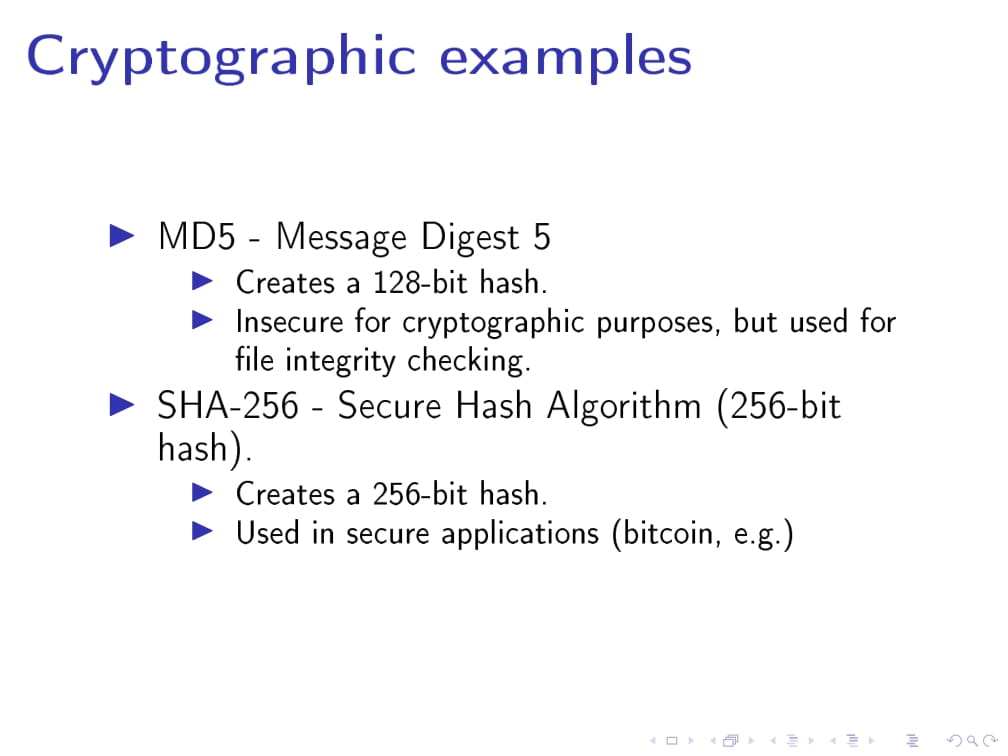 Cryptographic examples
MD5 - Message Digest 5
Creates a 128-bit hash.
Insecure for cryptographic purposes, but used for
file integrity checking.
SHA-256 - Secure Hash Algorithm (256-bit
hash).
Creates a 256-bit hash.
Used in secure applications (bitcoin, e.g.)